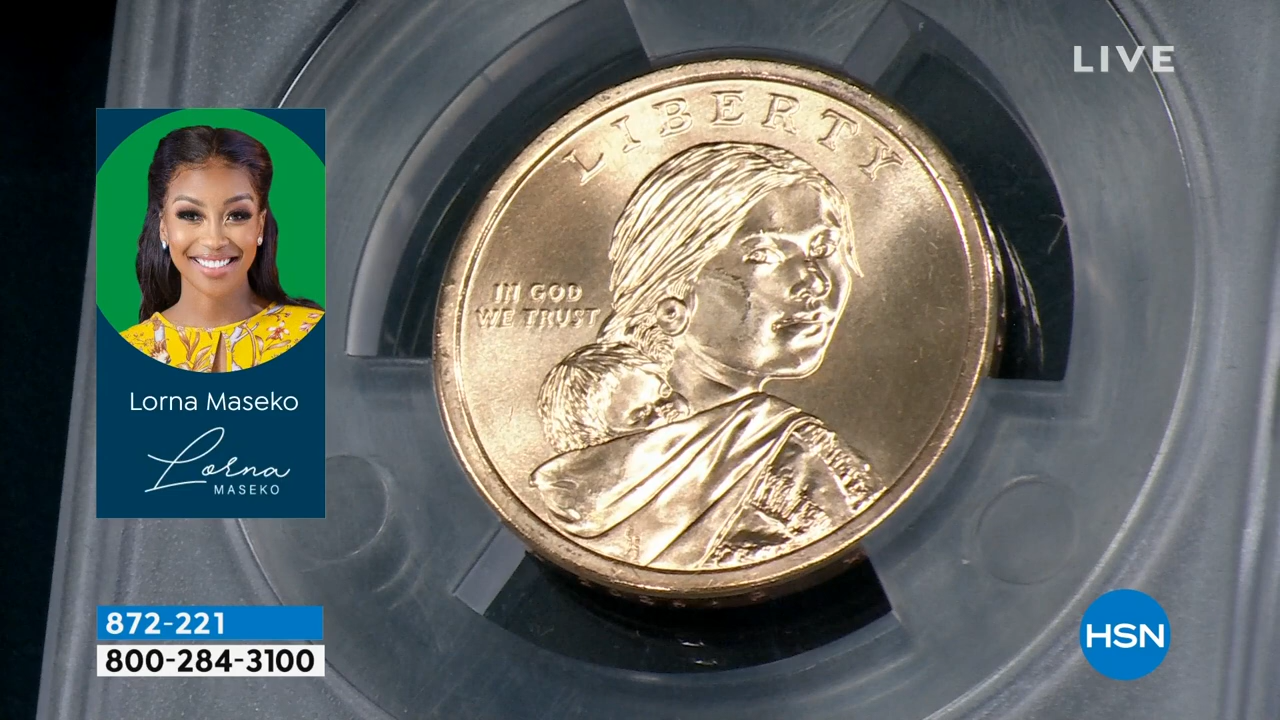 LIVE
LIBERTY
IN GOD
WE TRUST
Lorna Maseko
Lorna
MASEKO
872-221
800-284-3100
HSN